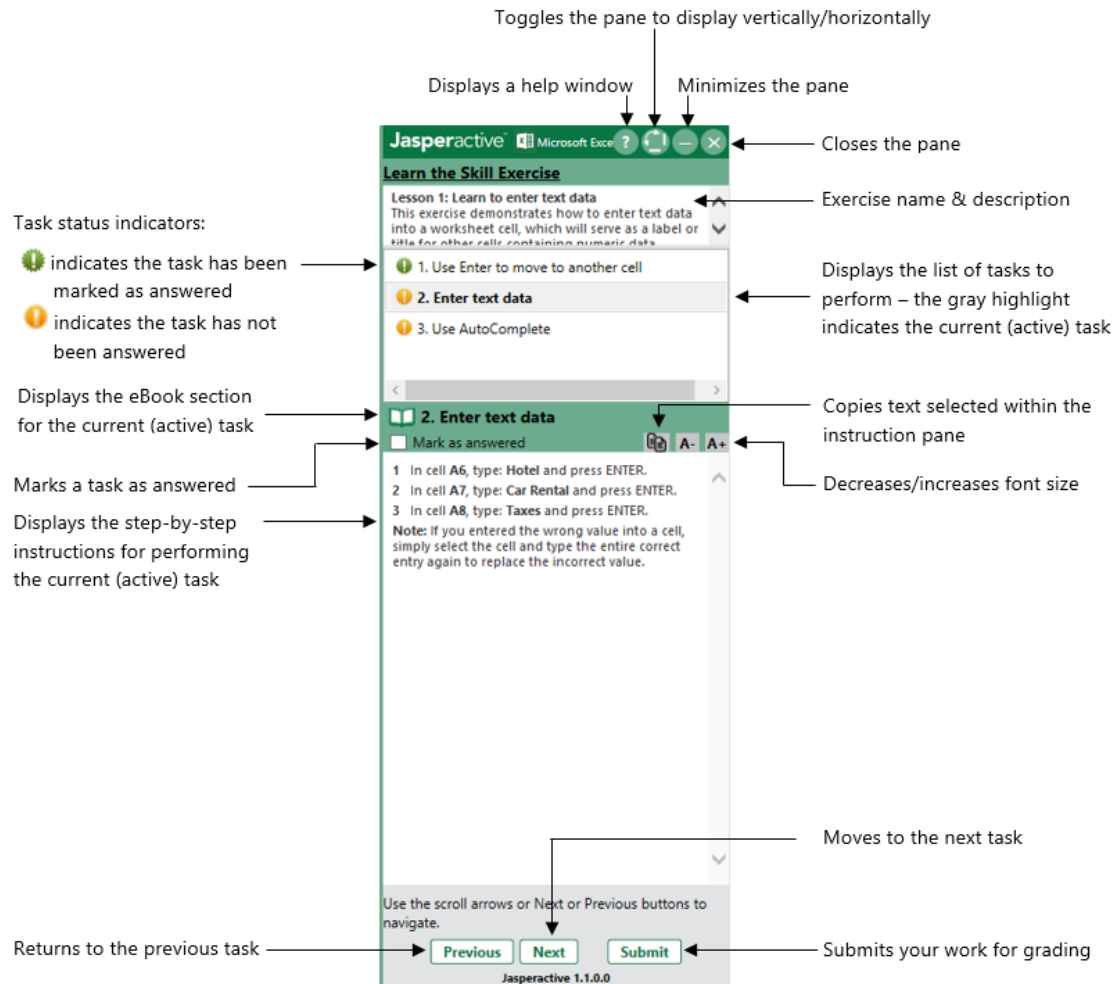 Toggles the pane to display vertically/horizontally
Displays a help window
Minimizes the pane
Jasperactive Microsoft Exce ?
Closes the pane
Learn the Skill Exercise
Lesson 1: Learn to enter text data
This exercise demonstrates how to enter text data
into a worksheet cell, which will serve as a label or
title for other cells containing numeric data
Exercise name & description
Task status indicators:
indicates the task has been
marked as answered
indicates the task has not
been answered
1. Use Enter to move to another cell
2. Enter text data
3. Use AutoComplete
Displays the list of tasks to
perform – the gray highlight
indicates the current (active) task
Displays the eBook section
for the current (active) task
2. Enter text data
Copies text selected within the
instruction pane
Marks a task as answered
Mark as answered
A- A+
Decreases/increases font size
Displays the step-by-step
instructions for performing
the current (active) task
1 In cell A6, type: Hotel and press ENTER.
2 In cell A7, type: Car Rental and press ENTER.
3 In cell A8, type: Taxes and press ENTER.
Note: If you entered the wrong value into a cell,
simply select the cell and type the entire correct
entry again to replace the incorrect value.
Moves to the next task
Use the scroll arrows or Next or Previous buttons to
navigate.
Returns to the previous task
Previous Next Submit
Submits your work for grading
Jasperactive 1.1.0.0